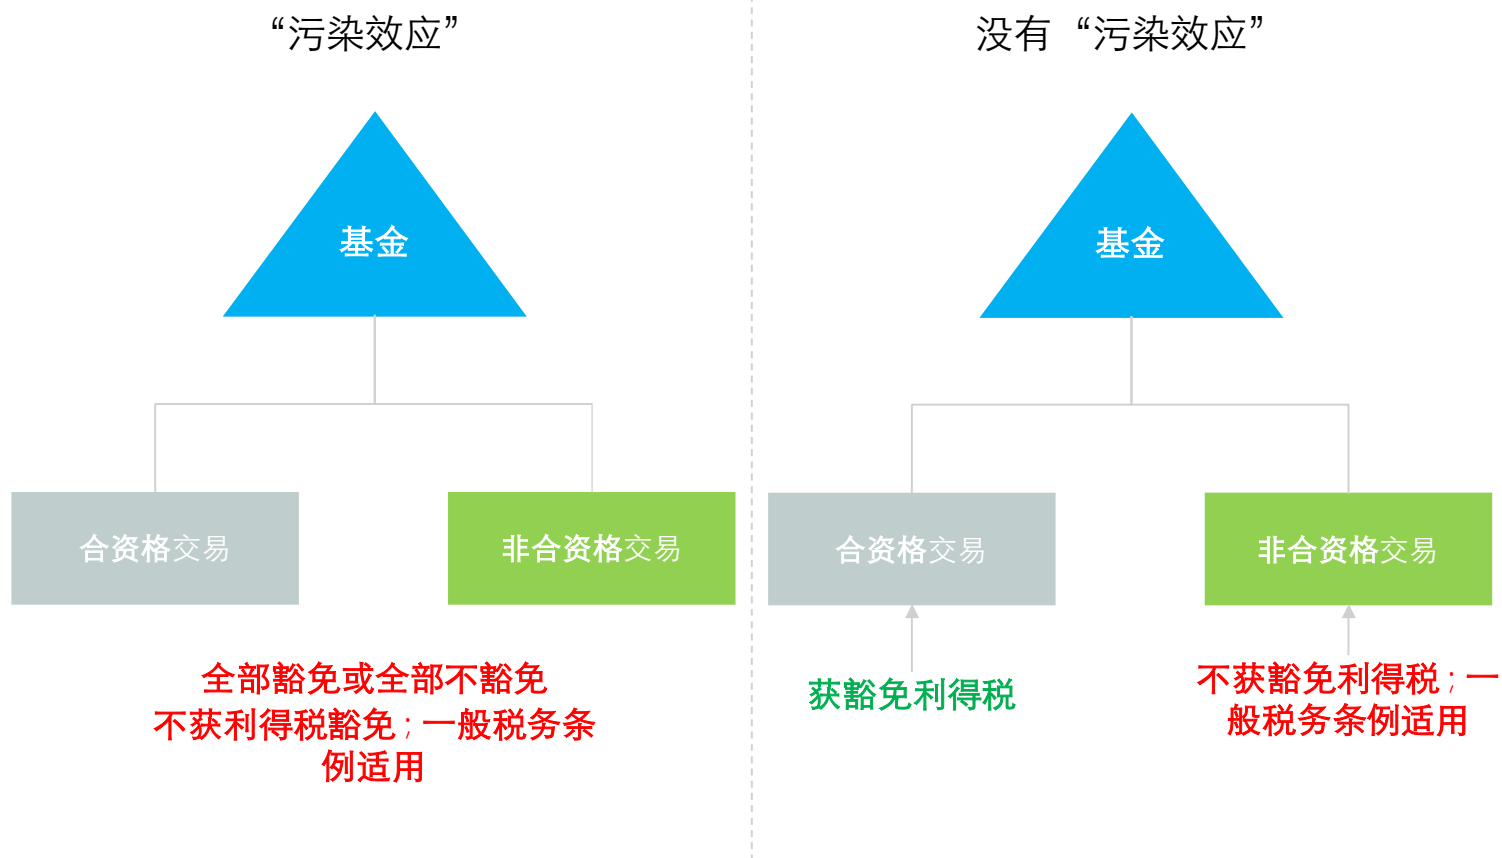 “污染效应”
基金
合资格交易
非合资格交易
全部豁免或全部不豁免
不获利得税豁免；一般税务条
例适用
没有 “污染效应”
基金
合资格交易
非合资格交易
获豁免利得税
不获豁免利得税；一
般税务条例适用